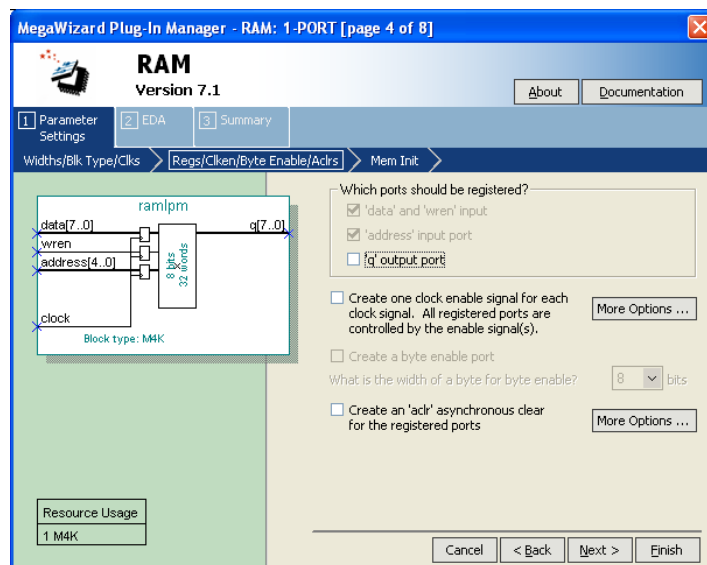 MegaWizard Plug-In Manager - RAM: 1-PORT [page 4 of 8]
RAM
Version 7.1
About
Documentation
1 Parameter Settings
2 EDA
3 Summary
Widths/Blk Type/Clks
Regs/Clken/Byte Enable/Aclrs
Mem Init
ramlpm
data[7..0]
q[7..0]
wren
address[4..0]
8 bits
32 words
clock
Block type: M4K
Which ports should be registered?
'data' and 'wren' input
'address' input port
'q' output port
Create one clock enable signal for each
clock signal.  All registered ports are
controlled by the enable signal(s).
More Options ...
Create a byte enable port
What is the width of a byte for byte enable?
8
bits
Create an 'aclr' asynchronous clear
for the registered ports
More Options ...
Resource Usage
1 M4K
Cancel
< Back
Next >
Finish